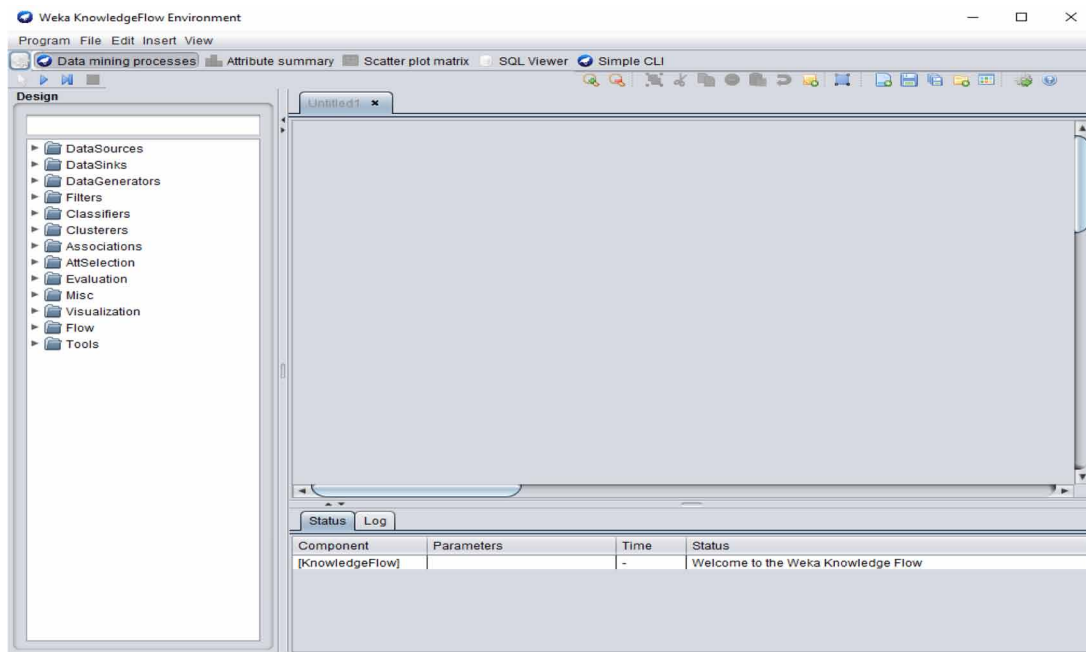 Weka KnowledgeFlow Environment
Program File Edit Insert View
Data mining processes Attribute summary Scatter plot matrix SQL Viewer Simple CLI
Design
Untitled1
DataSources
DataSinks
DataGenerators
Filters
Classifiers
Clusterers
Associations
AttSelection
Evaluation
Misc
Visualization
Flow
Tools
Status Log
Component Parameters Time Status
[KnowledgeFlow] - Welcome to the Weka Knowledge Flow